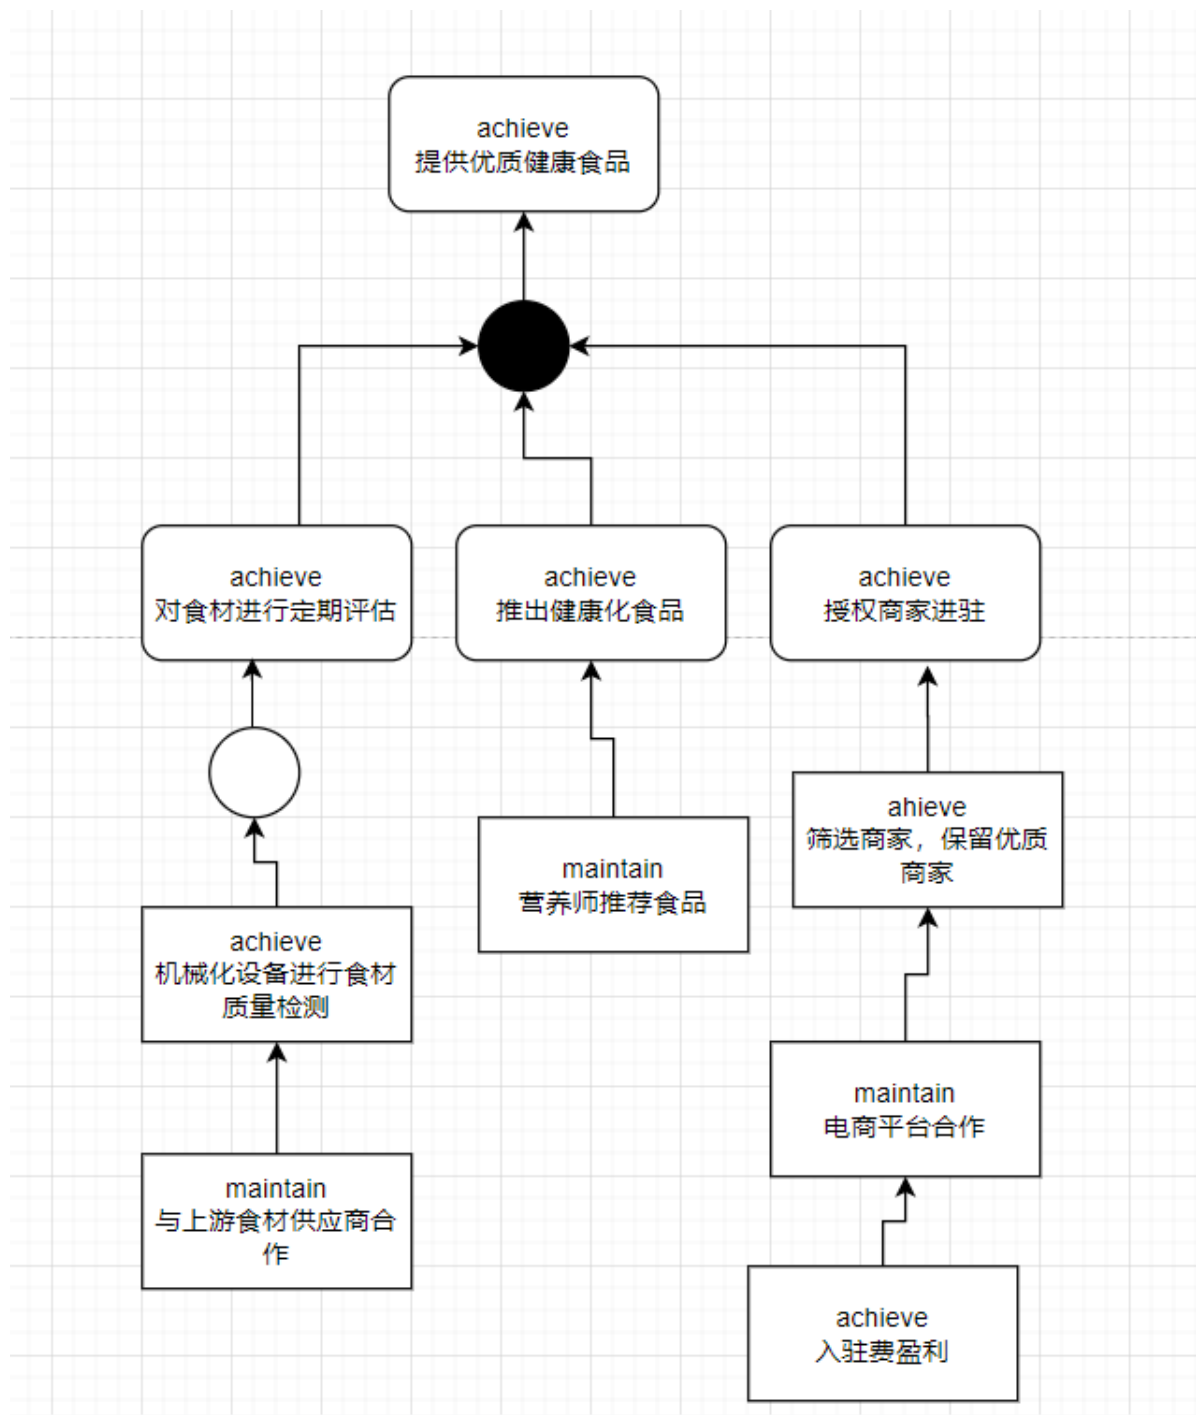 achieve
提供优质健康食品
achieve
对食材进行定期评估
achieve
推出健康化食品
achieve
授权商家进驻
ahieve
筛选商家，保留优质
商家
maintain
营养师推荐食品
achieve
机械化设备进行食材
质量检测
maintain
电商平台合作
maintain
与上游食材供应商合
作
achieve
入驻费盈利